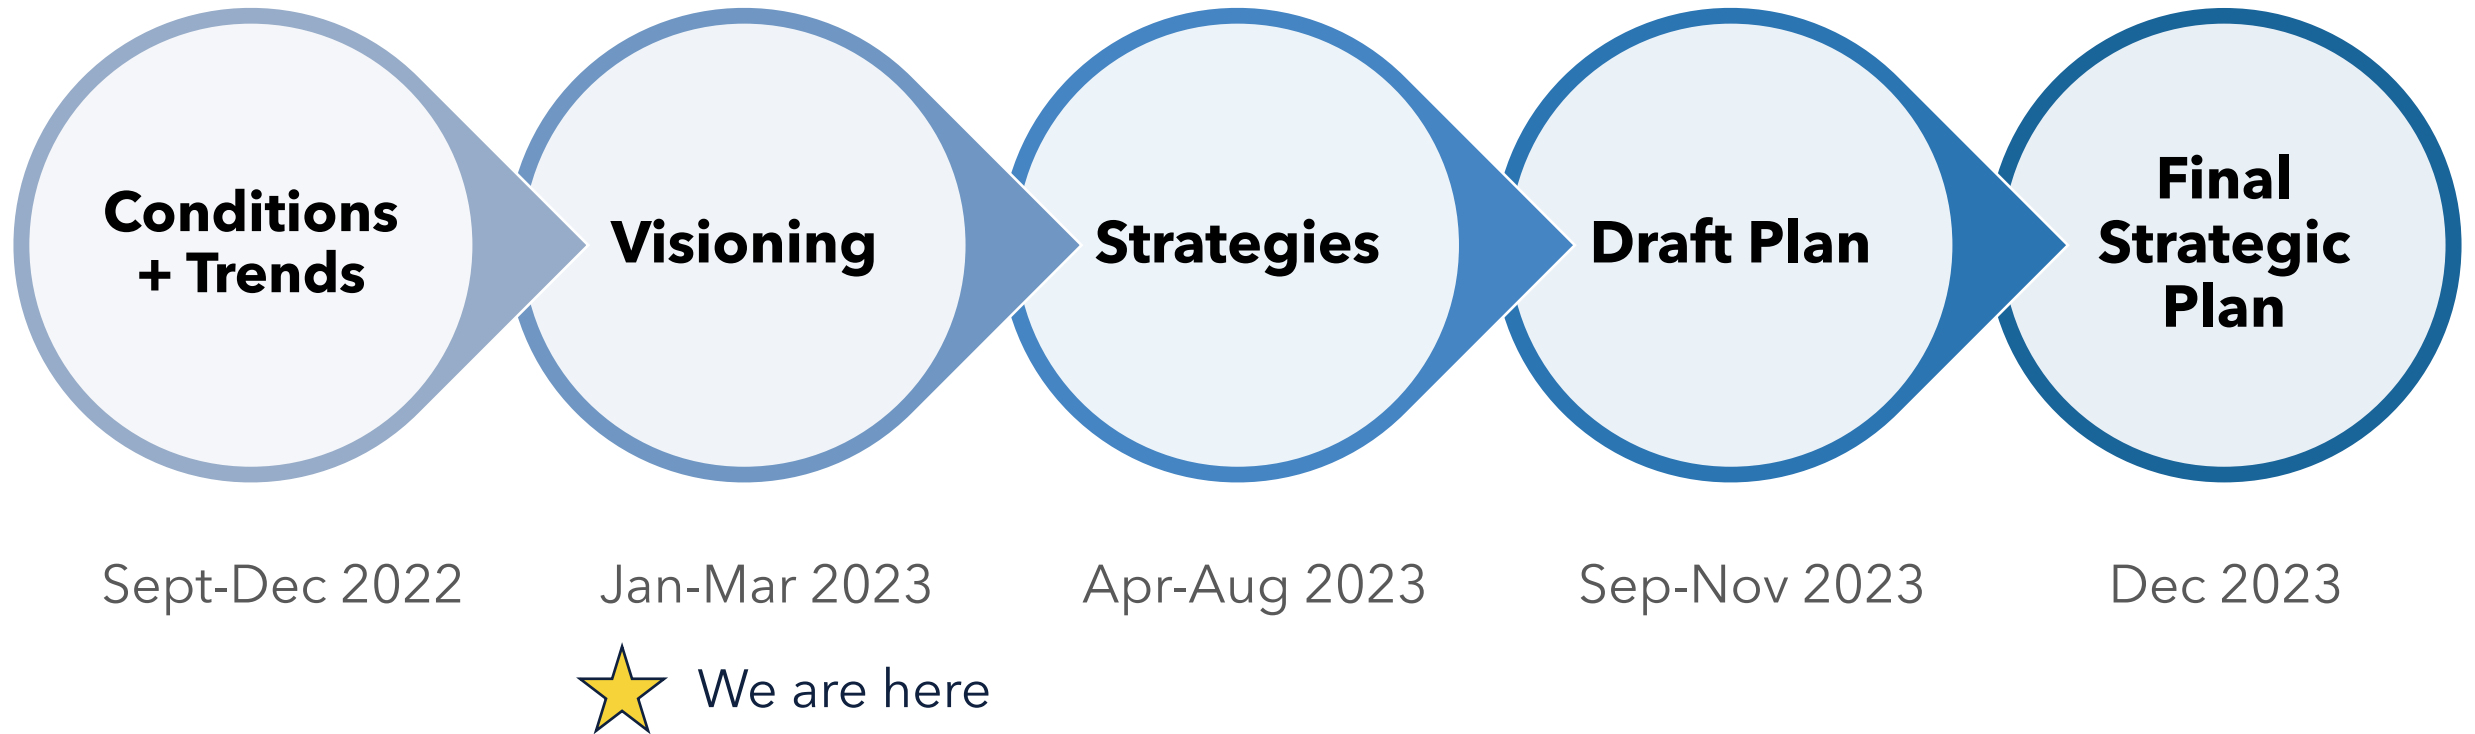 Conditions
+ Trends
Visioning
Strategies
Draft Plan
Final
Strategic
Plan
Sept-Dec 2022
Jan-Mar 2023
Apr-Aug 2023
Sep-Nov 2023
Dec 2023
We are here